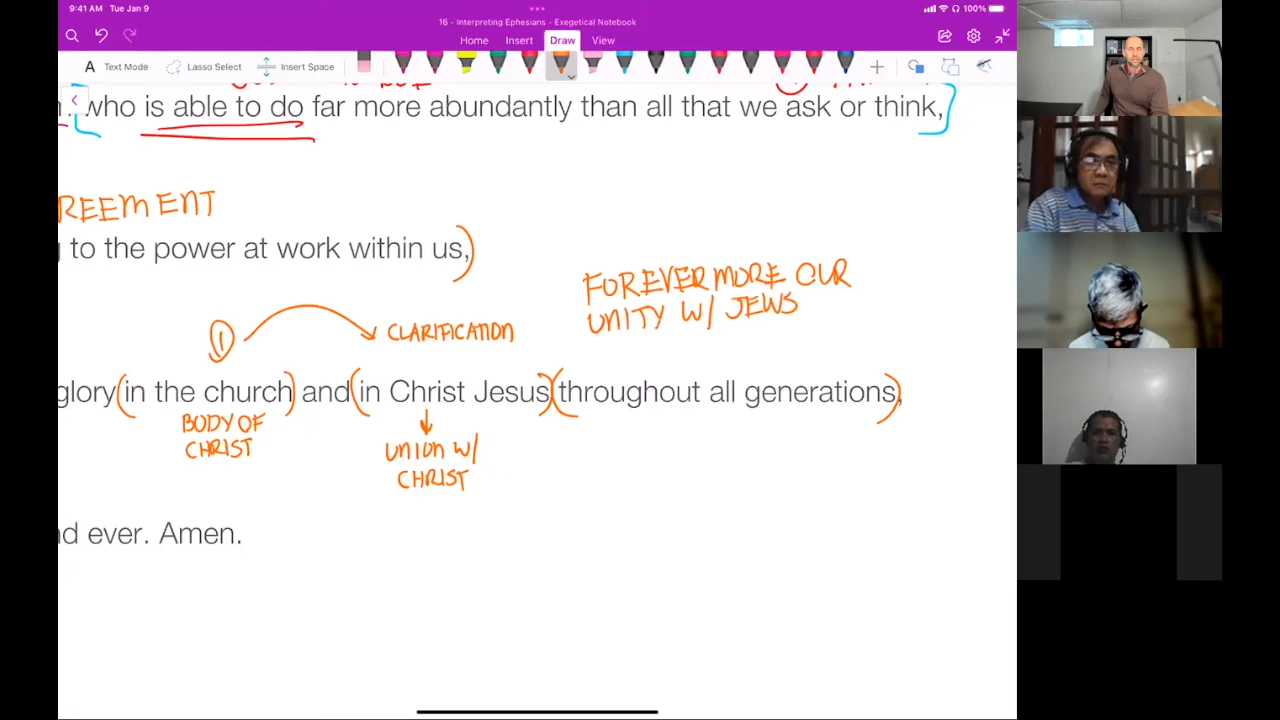 9:41 AM Tue Jan 9
100%
16 - Interpreting Ephesians - Exegetical Notebook
Home Insert Draw View
A Text Mode Lasso Select Insert Space
who is able to do far more abundantly than all that we ask or think,
REEMENT
to the power at work within us,)
FOREVERMORE OUR
UNITY W/ JEWS
1 CLARIFICATION
glory (in the church) and (in Christ Jesus) (throughout all generations,)
BODY OF
CHRIST
UNION W/
CHRIST
nd ever. Amen.